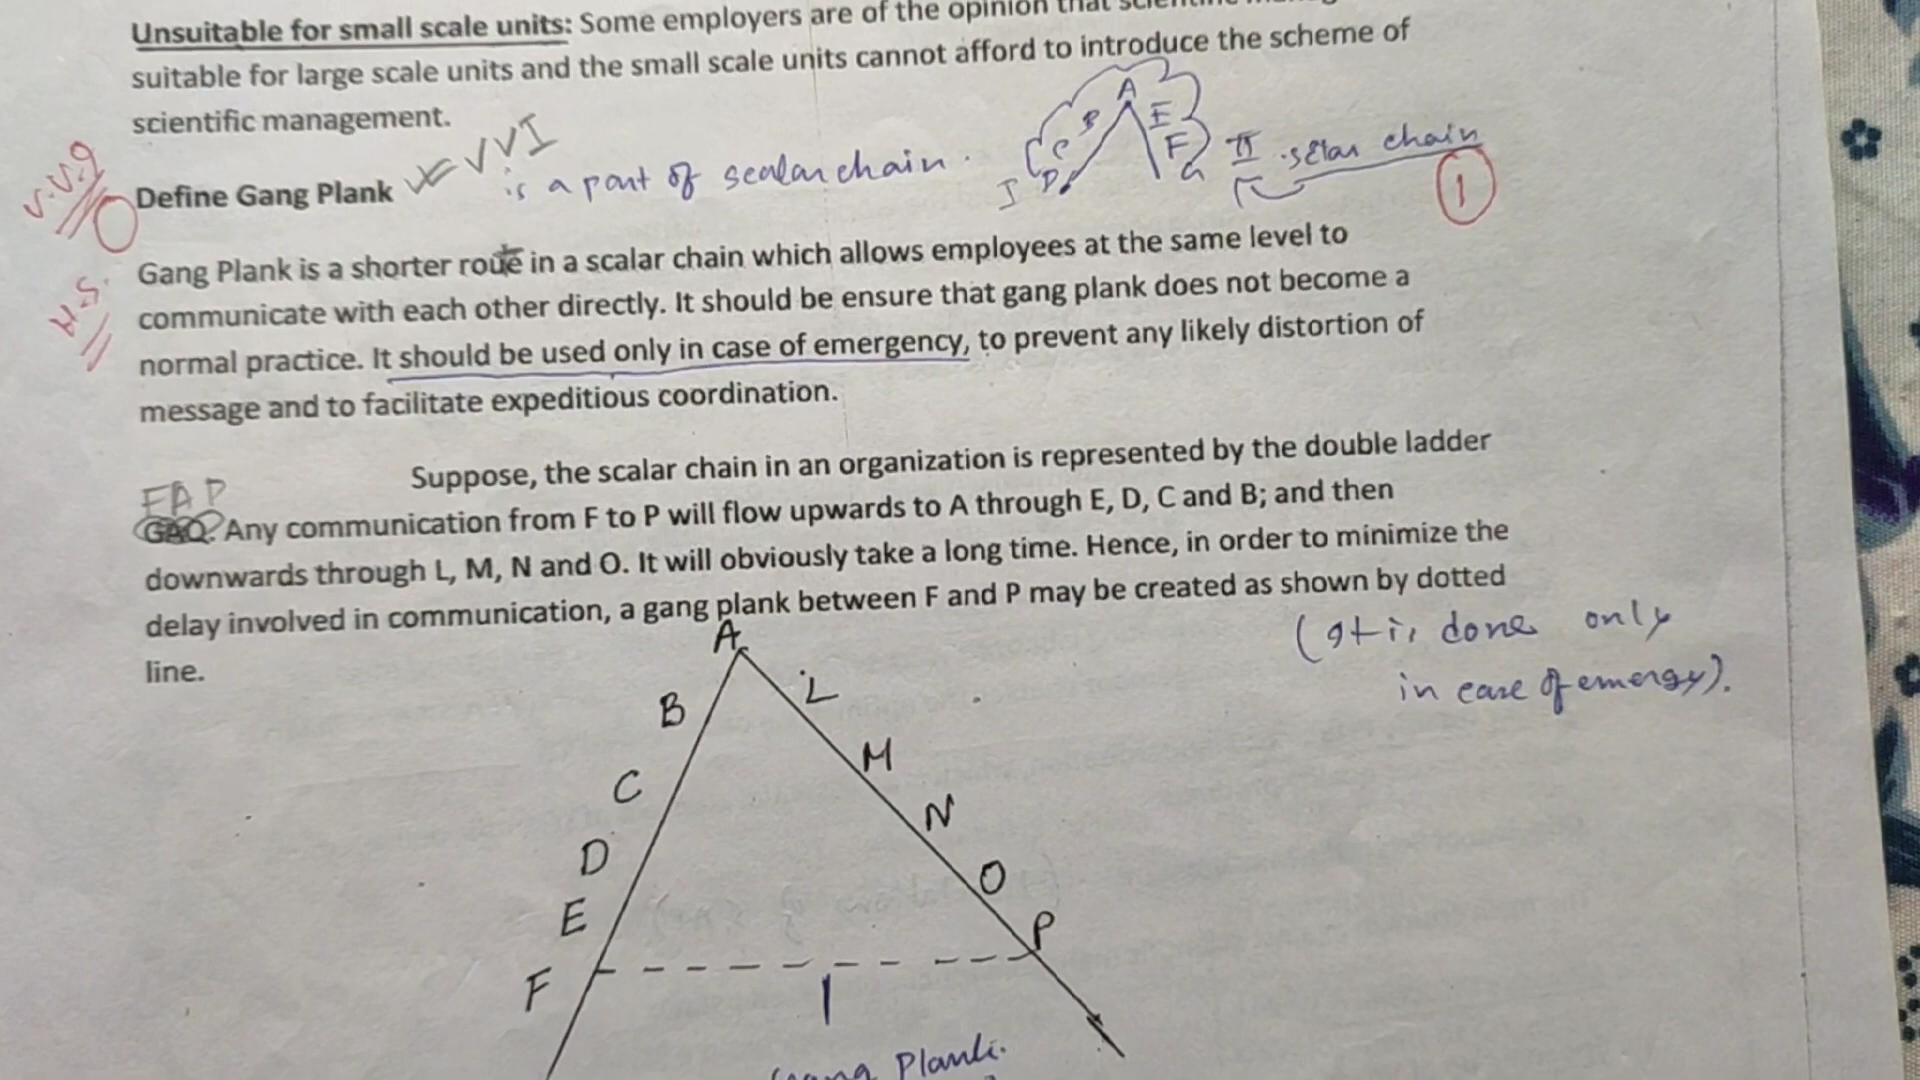 Unsuitable for small scale units: Some employers are of the opinion that
suitable for large scale units and the small scale units cannot afford to introduce the scheme of
scientific management.
A
B
E
C
F
D
G
I
II scalar chain
1
V.V.9
Define Gang Plank
VVI
is a part of scalar chain.
H.S.
Gang Plank is a shorter route in a scalar chain which allows employees at the same level to
communicate with each other directly. It should be ensure that gang plank does not become a
normal practice. It should be used only in case of emergency, to prevent any likely distortion of
message and to facilitate expeditious coordination.
Suppose, the scalar chain in an organization is represented by the double ladder
FAP
GAQ. Any communication from F to P will flow upwards to A through E, D, C and B; and then
downwards through L, M, N and O. It will obviously take a long time. Hence, in order to minimize the
delay involved in communication, a gang plank between F and P may be created as shown by dotted
line.
(It is done only
in case of emergy).
A
B
L
C
M
D
N
E
O
F
P
Gang Plank.